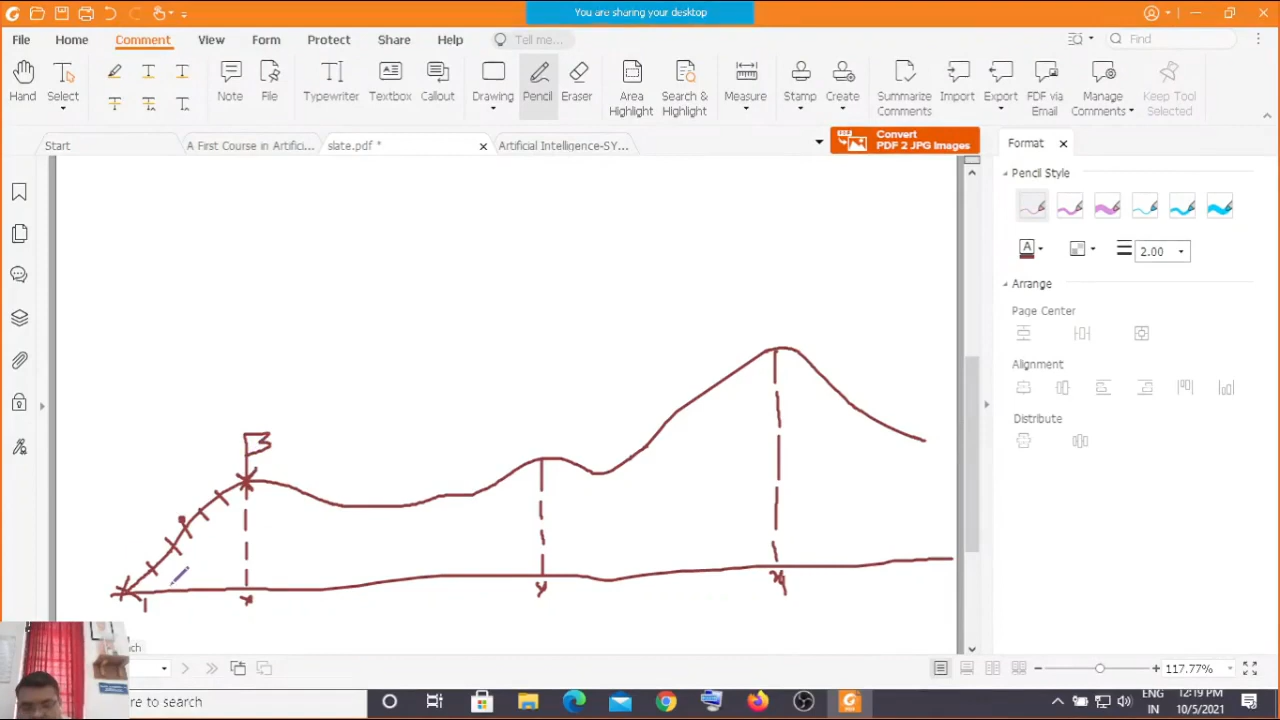 You are sharing your desktop
File Home Comment View Form Protect Share Help Tell me... Find
Hand Select Note File Typewriter Textbox Callout Drawing Pencil Eraser Area Highlight Search & Highlight Measure Stamp Create Summarize Comments Import Export PDF via Email Manage Comments Keep Tool Selected
Start A First Course in Artifici... slate.pdf * Artificial Intelligence-SY... Convert PDF 2 JPG Images
Format
Pencil Style
2.00
Arrange
Page Center
Alignment
Distribute
117.77%
re to search
ENG
IN
12:19 PM
10/5/2021